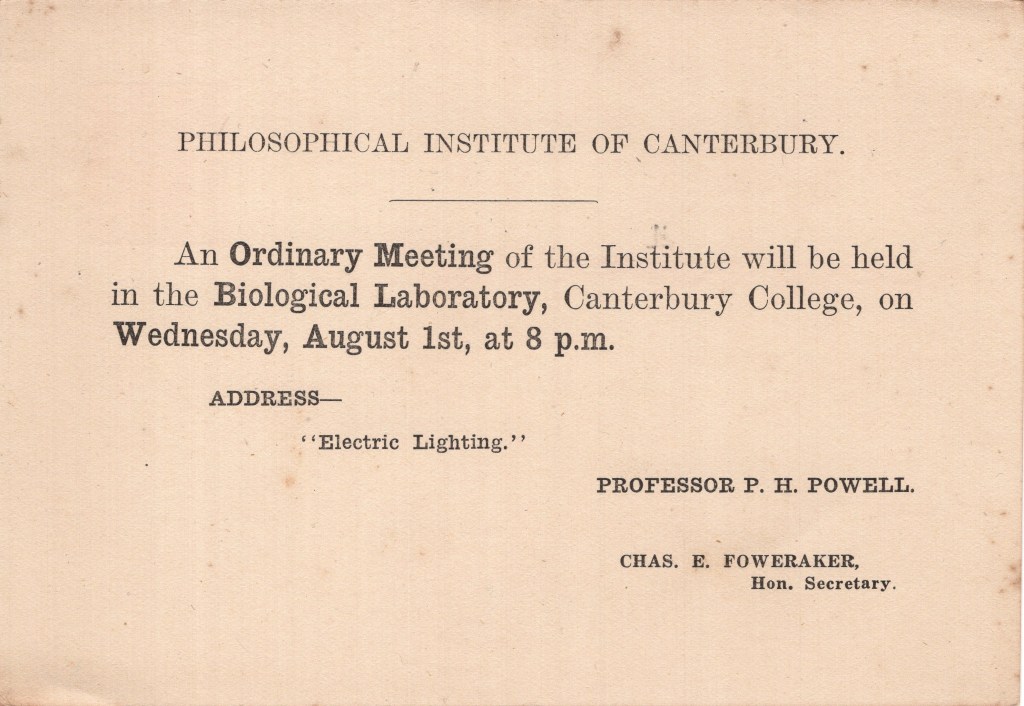 PHILOSOPHICAL INSTITUTE OF CANTERBURY.
An Ordinary Meeting of the Institute will be held
in the Biological Laboratory, Canterbury College, on
Wednesday, August 1st, at 8 p.m.
ADDRESS—
‘‘Electric Lighting.’’
PROFESSOR P. H. POWELL.
CHAS. E. FOWERAKER,
Hon. Secretary.